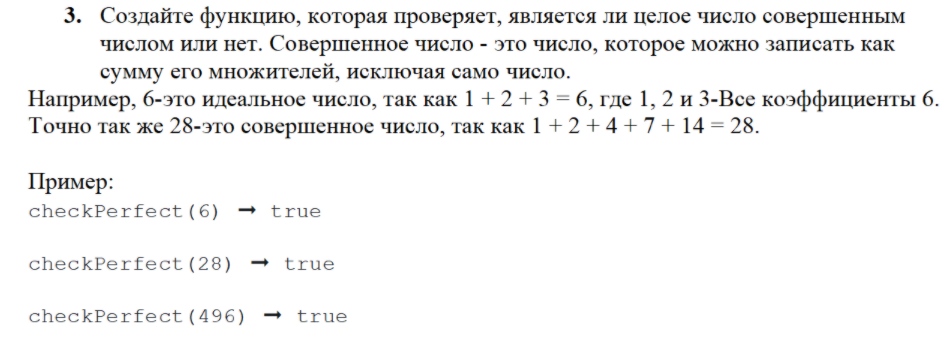 3. Создайте функцию, которая проверяет, является ли целое число совершенным
числом или нет. Совершенное число - это число, которое можно записать как
сумму его множителей, исключая само число.
Например, 6-это идеальное число, так как 1 + 2 + 3 = 6, где 1, 2 и 3-Все коэффициенты 6.
Точно так же 28-это совершенное число, так как 1 + 2 + 4 + 7 + 14 = 28.
Пример:
checkPerfect(6) ➞ true
checkPerfect(28) ➞ true
checkPerfect(496) ➞ true